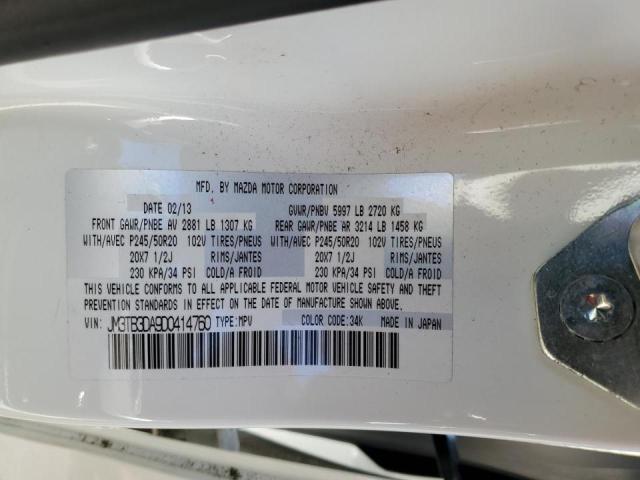 MFD. BY MAZDA MOTOR CORPORATION
DATE 02/13 GVWR/PNBV 5997 LB 2720 KG
FRONT GAWR/PNBE AV 2881 LB 1307 KG REAR GAWR/PNBE AR 3214 LB 1458 KG
WITH/AVEC P245/50R20 102V TIRES/PNEUS WITH/AVEC P245/50R20 102V TIRES/PNEUS
20X7 1/2J RIMS/JANTES 20X7 1/2J RIMS/JANTES
230 KPA/34 PSI COLD/A FROID 230 KPA/34 PSI COLD/A FROID
THIS VEHICLE CONFORMS TO ALL APPLICABLE FEDERAL MOTOR VEHICLE SAFETY AND THEFT
PREVENTION STANDARDS IN EFFECT ON THE DATE OF MANUFACTURE SHOWN ABOVE.
VIN: JM3TB3DA9D0414760 TYPE:MPV COLOR CODE:34K MADE IN JAPAN